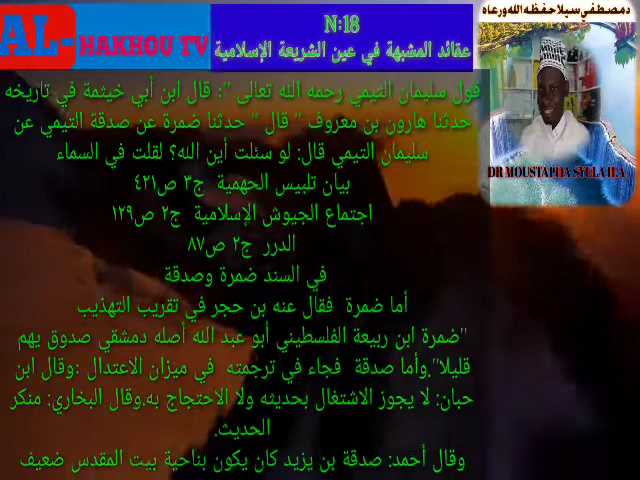 AL-HAKHOU TV
N:18
عقائد المشبهة في عين الشريعة الإسلامية
دمصطفي سيلا حفظه الله ورعاه
DR MOUSTAPHA SYLLA H.A
قول سليمان التيمي رحمه الله تعالى ": قال ابن أبي خيثمة في تاريخه
حدثنا هارون بن معروف " قال " حدثنا ضمرة عن صدقة التيمي عن
سليمان التيمي قال: لو سئلت أين الله؟ لقلت في السماء
بيان تلبيس الجهمية ج٣ ص٤٢١
اجتماع الجيوش الإسلامية ج٢ ص١٢٩
الدرر ج٢ ص٨٧
في السند ضمرة وصدقة
أما ضمرة فقال عنه بن حجر في تقريب التهذيب
"ضمرة ابن ربيعة الفلسطيني أبو عبد الله أصله دمشقي صدوق يهم
قليلا".وأما صدقة فجاء في ترجمته في ميزان الاعتدال :وقال ابن
حبان: لا يجوز الاشتغال بحديثه ولا الاحتجاج به.وقال البخاري: منكر
الحديث.
وقال أحمد: صدقة بن يزيد كان يكون بناحية بيت المقدس ضعيف